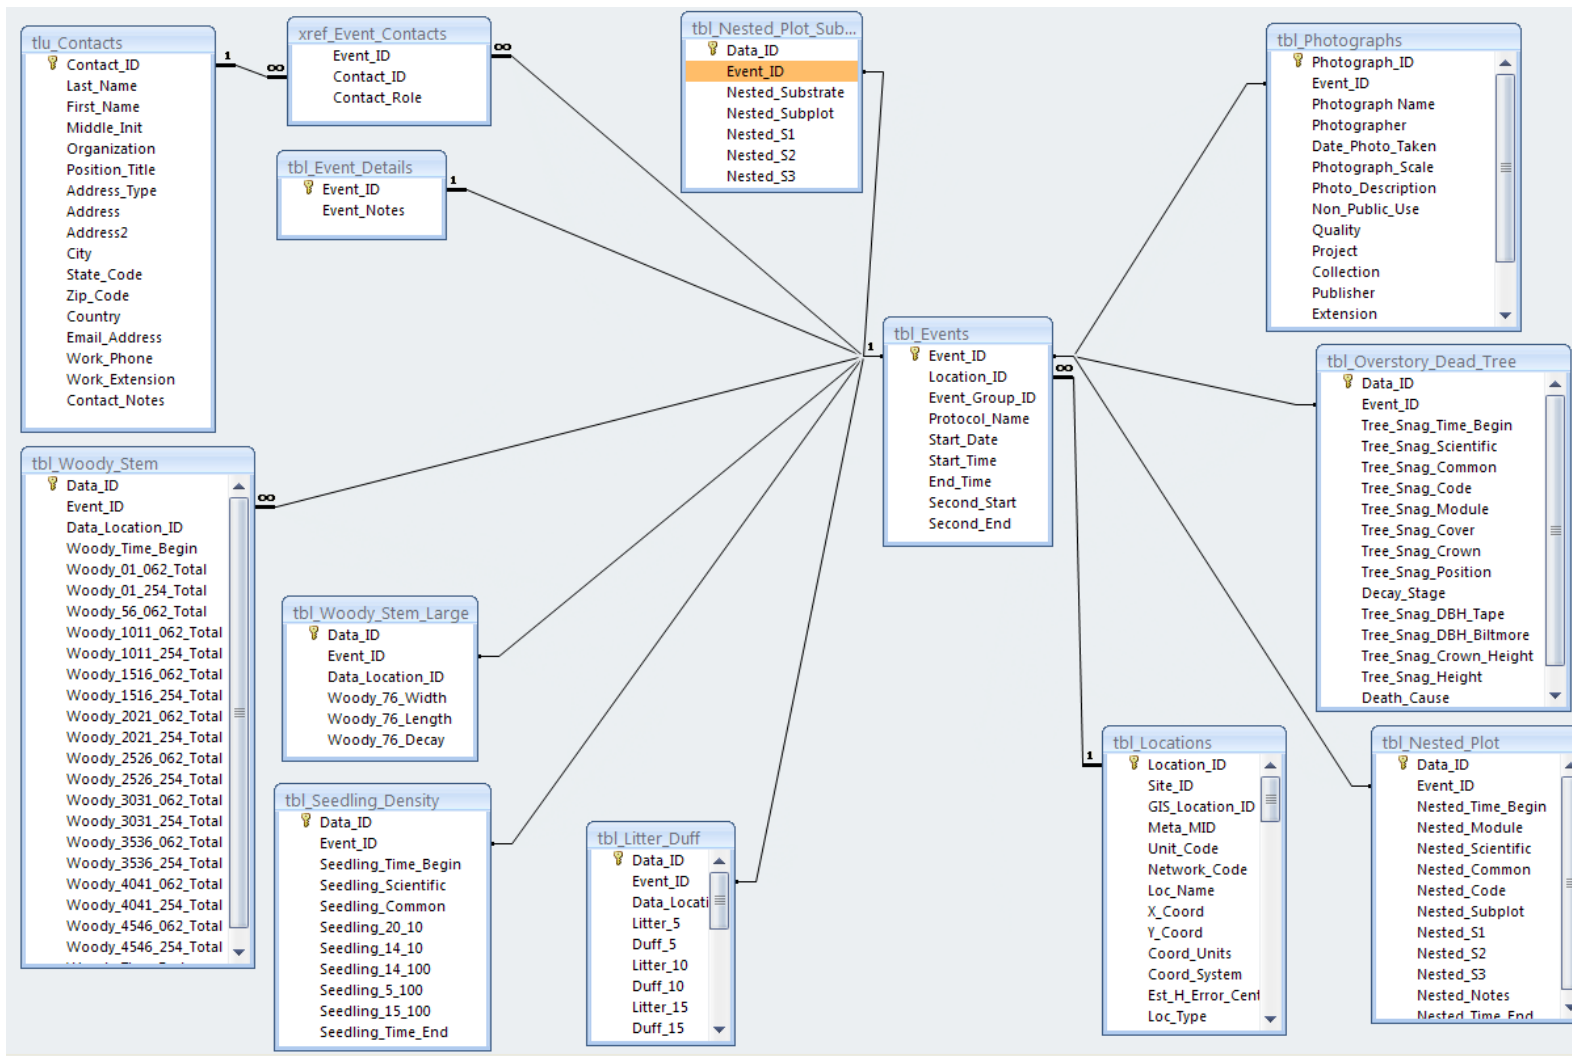 tlu_Contacts
Contact_ID
Last_Name
First_Name
Middle_Init
Organization
Position_Title
Address_Type
Address
Address2
City
State_Code
Zip_Code
Country
Email_Address
Work_Phone
Work_Extension
Contact_Notes
1
∞
xref_Event_Contacts
Event_ID
Contact_ID
Contact_Role
∞
tbl_Event_Details
Event_ID
Event_Notes
1
tbl_Nested_Plot_Sub...
Data_ID
Event_ID
Nested_Substrate
Nested_Subplot
Nested_S1
Nested_S2
Nested_S3
tbl_Photographs
Photograph_ID
Event_ID
Photograph Name
Photographer
Date_Photo_Taken
Photograph_Scale
Photo_Description
Non_Public_Use
Quality
Project
Collection
Publisher
Extension
tbl_Events
Event_ID
Location_ID
Event_Group_ID
Protocol_Name
Start_Date
Start_Time
End_Time
Second_Start
Second_End
1
∞
tbl_Overstory_Dead_Tree
Data_ID
Event_ID
Tree_Snag_Time_Begin
Tree_Snag_Scientific
Tree_Snag_Common
Tree_Snag_Code
Tree_Snag_Module
Tree_Snag_Cover
Tree_Snag_Crown
Tree_Snag_Position
Decay_Stage
Tree_Snag_DBH_Tape
Tree_Snag_DBH_Biltmore
Tree_Snag_Crown_Height
Tree_Snag_Height
Death_Cause
tbl_Woody_Stem
Data_ID
Event_ID
Data_Location_ID
Woody_Time_Begin
Woody_01_062_Total
Woody_01_254_Total
Woody_56_062_Total
Woody_1011_062_Total
Woody_1011_254_Total
Woody_1516_062_Total
Woody_1516_254_Total
Woody_2021_062_Total
Woody_2021_254_Total
Woody_2526_062_Total
Woody_2526_254_Total
Woody_3031_062_Total
Woody_3031_254_Total
Woody_3536_062_Total
Woody_3536_254_Total
Woody_4041_062_Total
Woody_4041_254_Total
Woody_4546_062_Total
Woody_4546_254_Total
∞
tbl_Woody_Stem_Large
Data_ID
Event_ID
Data_Location_ID
Woody_76_Width
Woody_76_Length
Woody_76_Decay
tbl_Seedling_Density
Data_ID
Event_ID
Seedling_Time_Begin
Seedling_Scientific
Seedling_Common
Seedling_20_10
Seedling_14_10
Seedling_14_100
Seedling_5_100
Seedling_15_100
Seedling_Time_End
tbl_Litter_Duff
Data_ID
Event_ID
Data_Locati
Litter_5
Duff_5
Litter_10
Duff_10
Litter_15
Duff_15
1
tbl_Locations
Location_ID
Site_ID
GIS_Location_ID
Meta_MID
Unit_Code
Network_Code
Loc_Name
X_Coord
Y_Coord
Coord_Units
Coord_System
Est_H_Error_Cent
Loc_Type
tbl_Nested_Plot
Data_ID
Event_ID
Nested_Time_Begin
Nested_Module
Nested_Scientific
Nested_Common
Nested_Code
Nested_Subplot
Nested_S1
Nested_S2
Nested_S3
Nested_Notes
Nested_Time_End